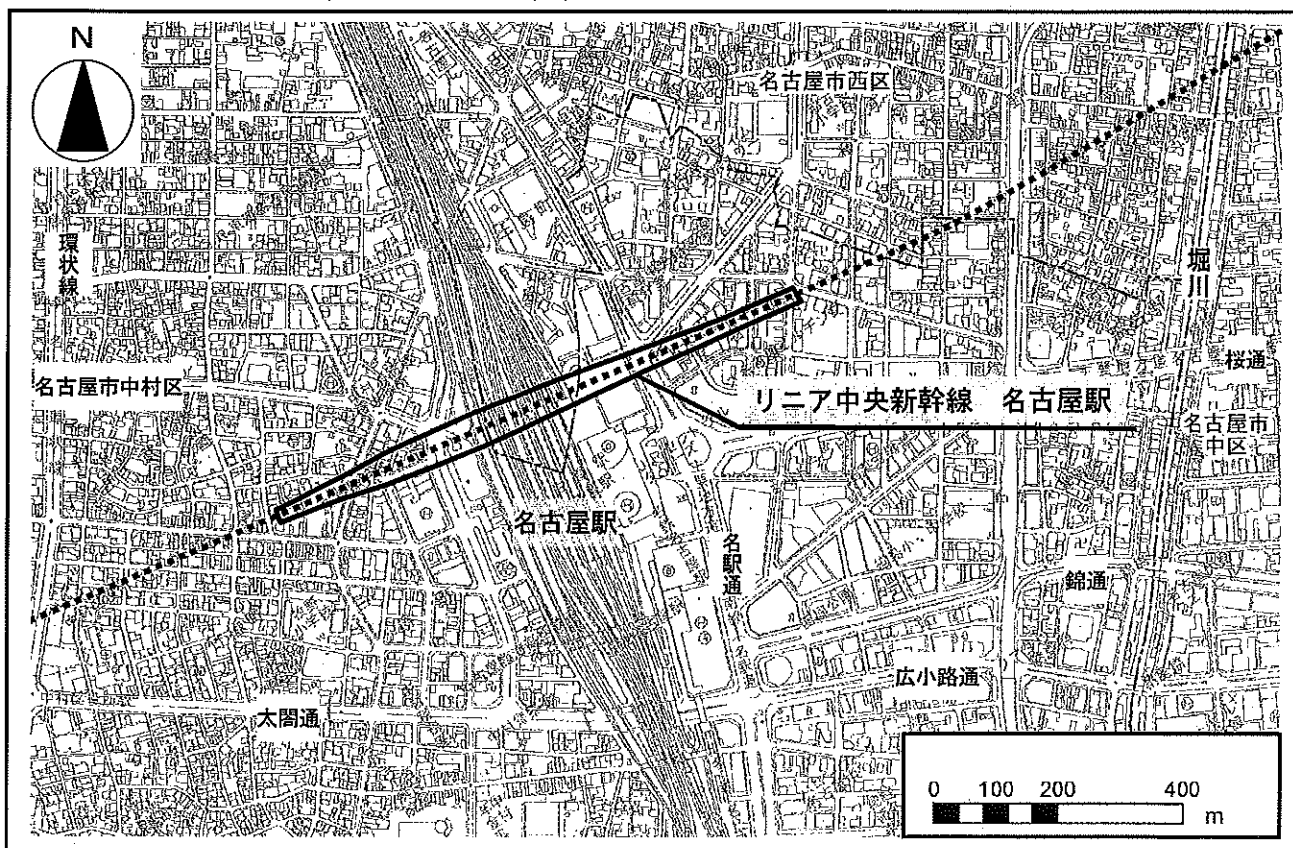 N
名古屋市西区
環状線
堀川
桜通
名古屋市中村区
リニア中央新幹線 名古屋駅
名古屋市
中区
名古屋駅
名駅通
錦通
広小路通
太閤通
0 100 200 400
m